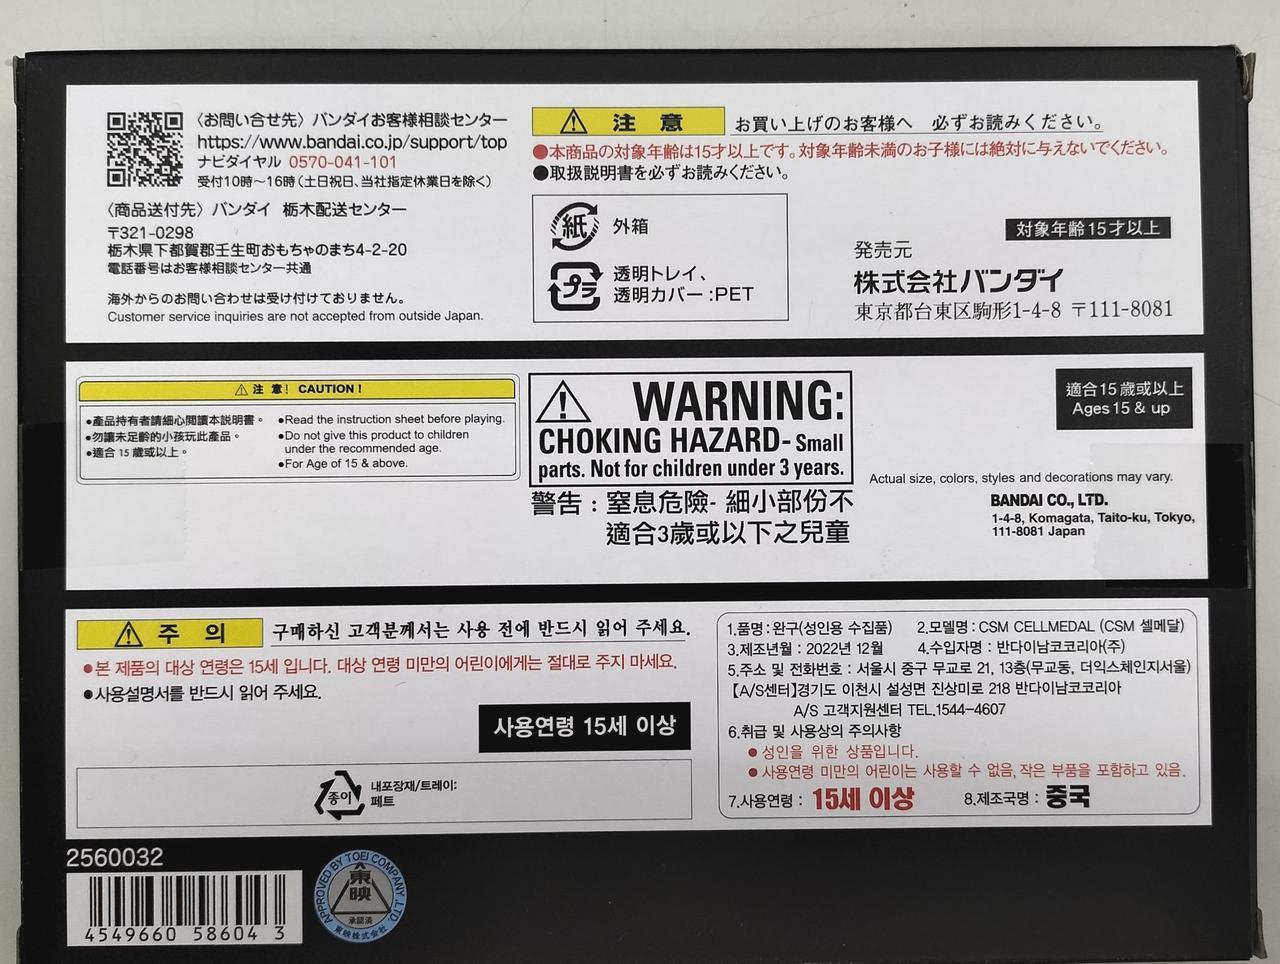 〈お問い合せ先〉バンダイお客様相談センター
https://www.bandai.co.jp/support/top
ナビダイヤル 0570-041-101
受付10時～16時(土日祝日、当社指定休業日を除く)
〈商品送付先〉バンダイ 栃木配送センター
〒321-0298
栃木県下都賀郡壬生町おもちゃのまち4-2-20
電話番号はお客様相談センター共通
海外からのお問い合わせは受け付けておりません。
Customer service inquiries are not accepted from outside Japan.
注 意 お買い上げのお客様へ 必ずお読みください。
●本商品の対象年齢は15才以上です。対象年齢未満のお子様には絶対に与えないでください。
●取扱説明書を必ずお読みください。
紙 外箱
プラ 透明トレイ、
透明カバー:PET
対象年齢15才以上
発売元
株式会社バンダイ
東京都台東区駒形1-4-8 〒111-8081
注 意! CAUTION!
●產品持有者請細心閱讀本説明書。
●勿讓未足齡的小孩玩此產品。
●適合 15 歲或以上。
●Read the instruction sheet before playing.
●Do not give this product to children
under the recommended age.
●For Age of 15 & above.
WARNING:
CHOKING HAZARD- Small
parts. Not for children under 3 years.
警告：窒息危險- 細小部份不
適合3歲或以下之兒童
適合15歲或以上
Ages 15 & up
Actual size, colors, styles and decorations may vary.
BANDAI CO., LTD.
1-4-8, Komagata, Taito-ku, Tokyo,
111-8081 Japan
주 의 구매하신 고객분께서는 사용 전에 반드시 읽어 주세요.
●본 제품의 대상 연령은 15세 입니다. 대상 연령 미만의 어린이에게는 절대로 주지 마세요.
●사용설명서를 반드시 읽어 주세요.
사용연령 15세 이상
종이 내포장재/트레이:
페트
1.품명 : 완구(성인용 수집품) 2.모델명 : CSM CELLMEDAL (CSM 셀메달)
3.제조년월 : 2022년 12월 4.수입자명 : 반다이남코코리아(주)
5.주소 및 전화번호 : 서울시 중구 무교로 21, 13층(무교동, 더익스체인지서울)
【A/S센터】경기도 이천시 설성면 진상미로 218 반다이남코코리아
A/S 고객지원센터 TEL.1544-4607
6.취급 및 사용상의 주의사항
●성인을 위한 상품입니다.
●사용연령 미만의 어린이는 사용할 수 없음, 작은 부품을 포함하고 있음.
7.사용연령 : 15세 이상 8.제조국명 : 중국
2560032
4549660 586043
APPROVED BY TOEI COMPANY, LTD.
東映
承認済
東映株式会社